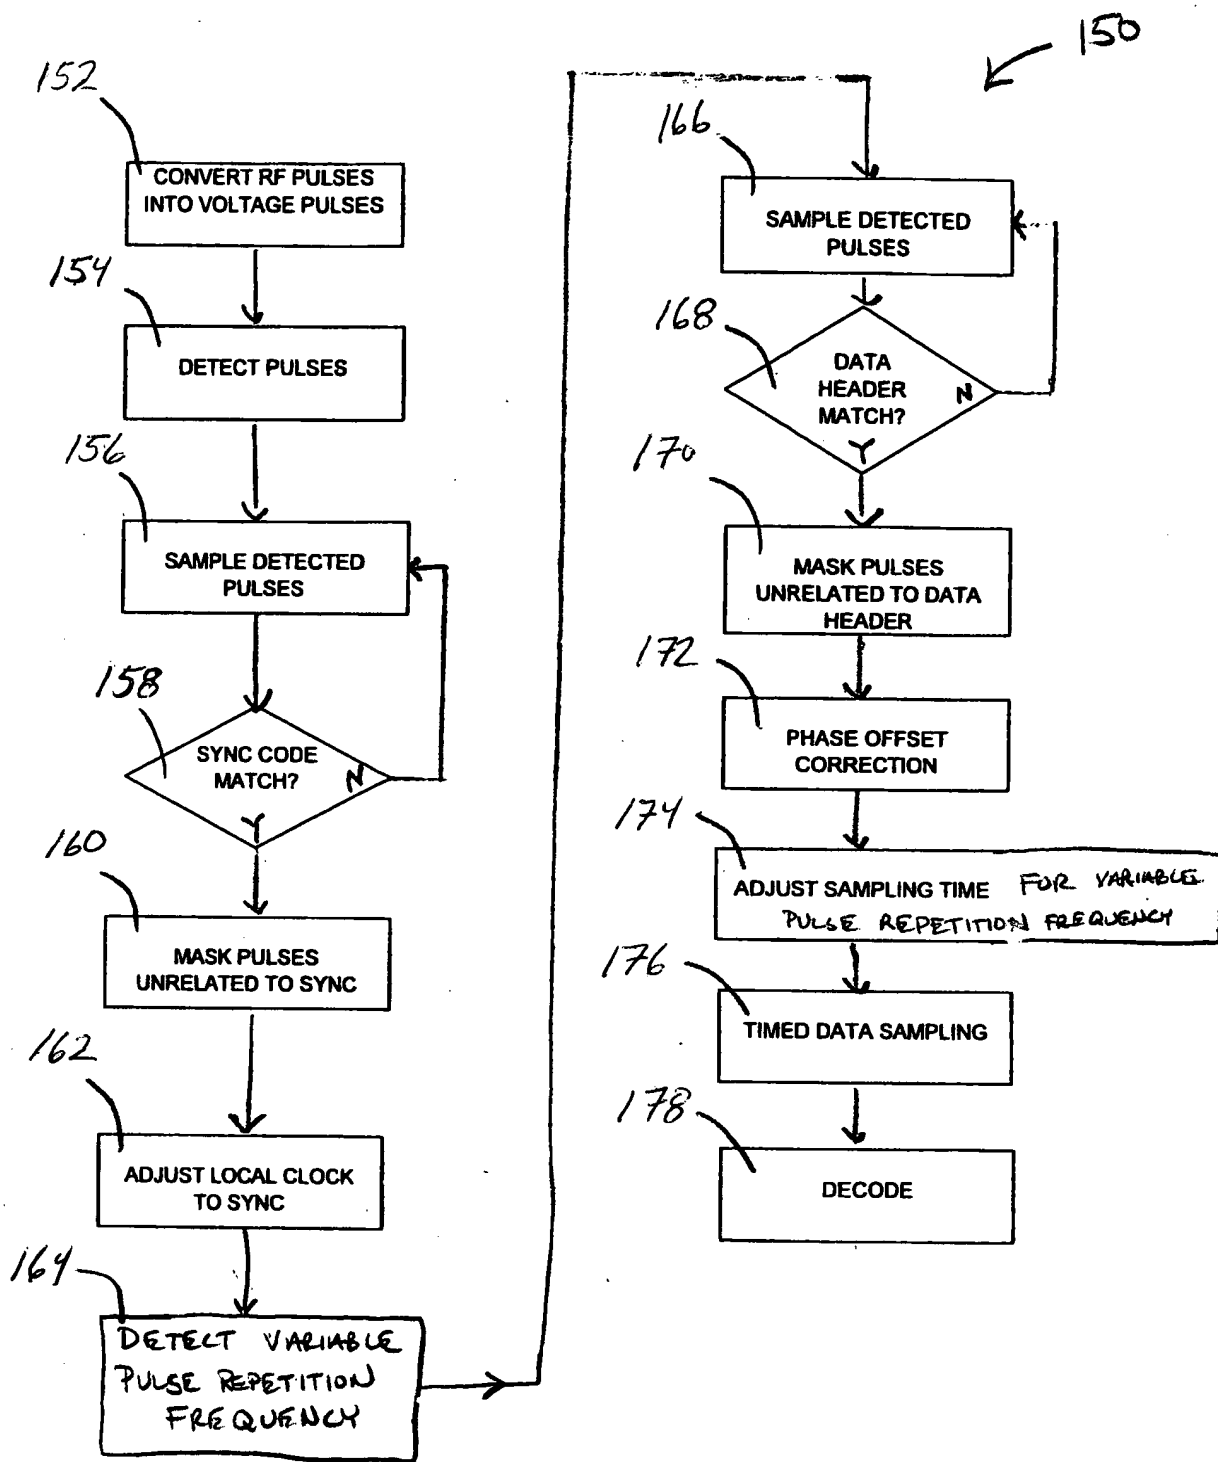 150
152
CONVERT RF PULSES
INTO VOLTAGE PULSES
154
DETECT PULSES
156
SAMPLE DETECTED
PULSES
158
SYNC CODE
MATCH?
N
Y
160
MASK PULSES
UNRELATED TO SYNC
162
ADJUST LOCAL CLOCK
TO SYNC
164
DETECT VARIABLE
PULSE REPETITION
FREQUENCY
166
SAMPLE DETECTED
PULSES
168
DATA
HEADER
MATCH?
N
Y
170
MASK PULSES
UNRELATED TO DATA
HEADER
172
PHASE OFFSET
CORRECTION
174
ADJUST SAMPLING TIME FOR VARIABLE
PULSE REPETITION FREQUENCY
176
TIMED DATA SAMPLING
178
DECODE